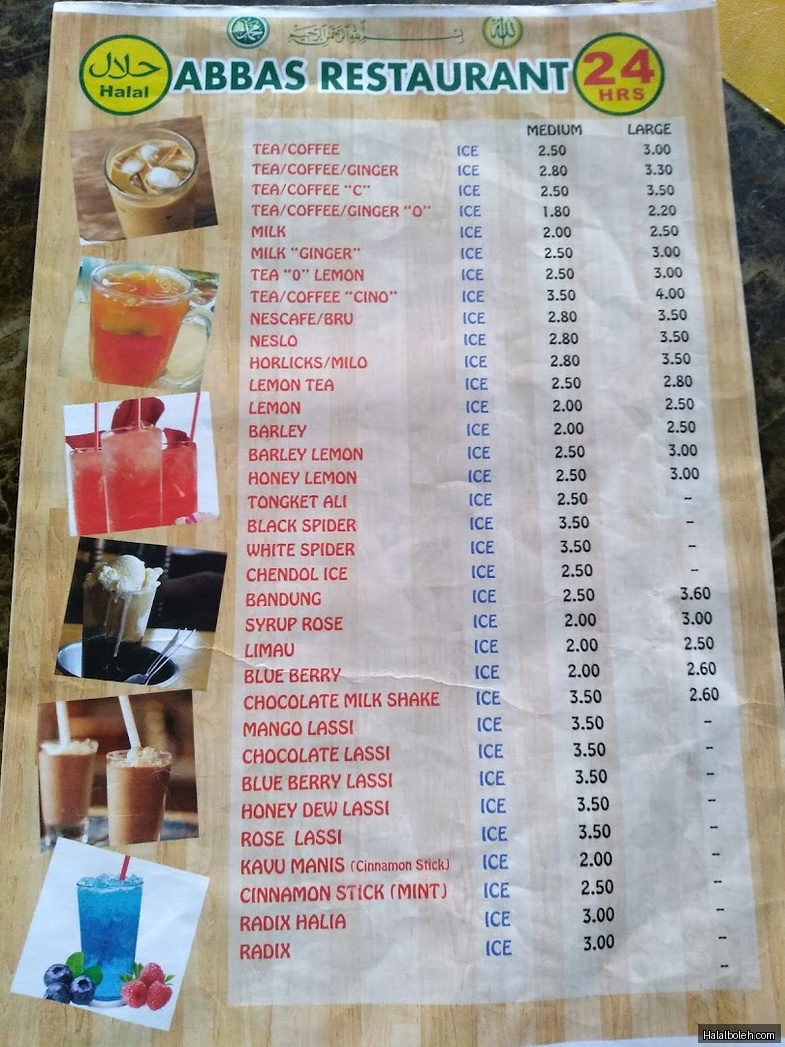 محمد بسم الله الرحمن الرحيم الله
حلال
Halal
ABBAS RESTAURANT
24
HRS
MEDIUM LARGE
TEA/COFFEE ICE 2.50 3.00
TEA/COFFEE/GINGER ICE 2.80 3.30
TEA/COFFEE "C" ICE 2.50 3.50
TEA/COFFEE/GINGER "O" ICE 1.80 2.20
MILK ICE 2.00 2.50
MILK "GINGER" ICE 2.50 3.00
TEA "0" LEMON ICE 2.50 3.00
TEA/COFFEE "CINO" ICE 3.50 4.00
NESCAFE/BRU ICE 2.80 3.50
NESLO ICE 2.80 3.50
HORLICKS/MILO ICE 2.80 3.50
LEMON TEA ICE 2.50 2.80
LEMON ICE 2.00 2.50
BARLEY ICE 2.00 2.50
BARLEY LEMON ICE 2.50 3.00
HONEY LEMON ICE 2.50 3.00
TONGKET ALI ICE 2.50 --
BLACK SPIDER ICE 3.50 --
WHITE SPIDER ICE 3.50 --
CHENDOL ICE ICE 2.50 --
BANDUNG ICE 2.50 3.60
SYRUP ROSE ICE 2.00 3.00
LIMAU ICE 2.00 2.50
BLUE BERRY ICE 2.00 2.60
CHOCOLATE MILK SHAKE ICE 3.50 2.60
MANGO LASSI ICE 3.50 --
CHOCOLATE LASSI ICE 3.50 --
BLUE BERRY LASSI ICE 3.50 --
HONEY DEW LASSI ICE 3.50 --
ROSE LASSI ICE 3.50 --
KAVU MANIS (Cinnamon Stick) ICE 2.00 --
CINNAMON STICK (MINT) ICE 2.50 --
RADIX HALIA ICE 3.00 --
RADIX ICE 3.00 --
--
Halalboleh.com